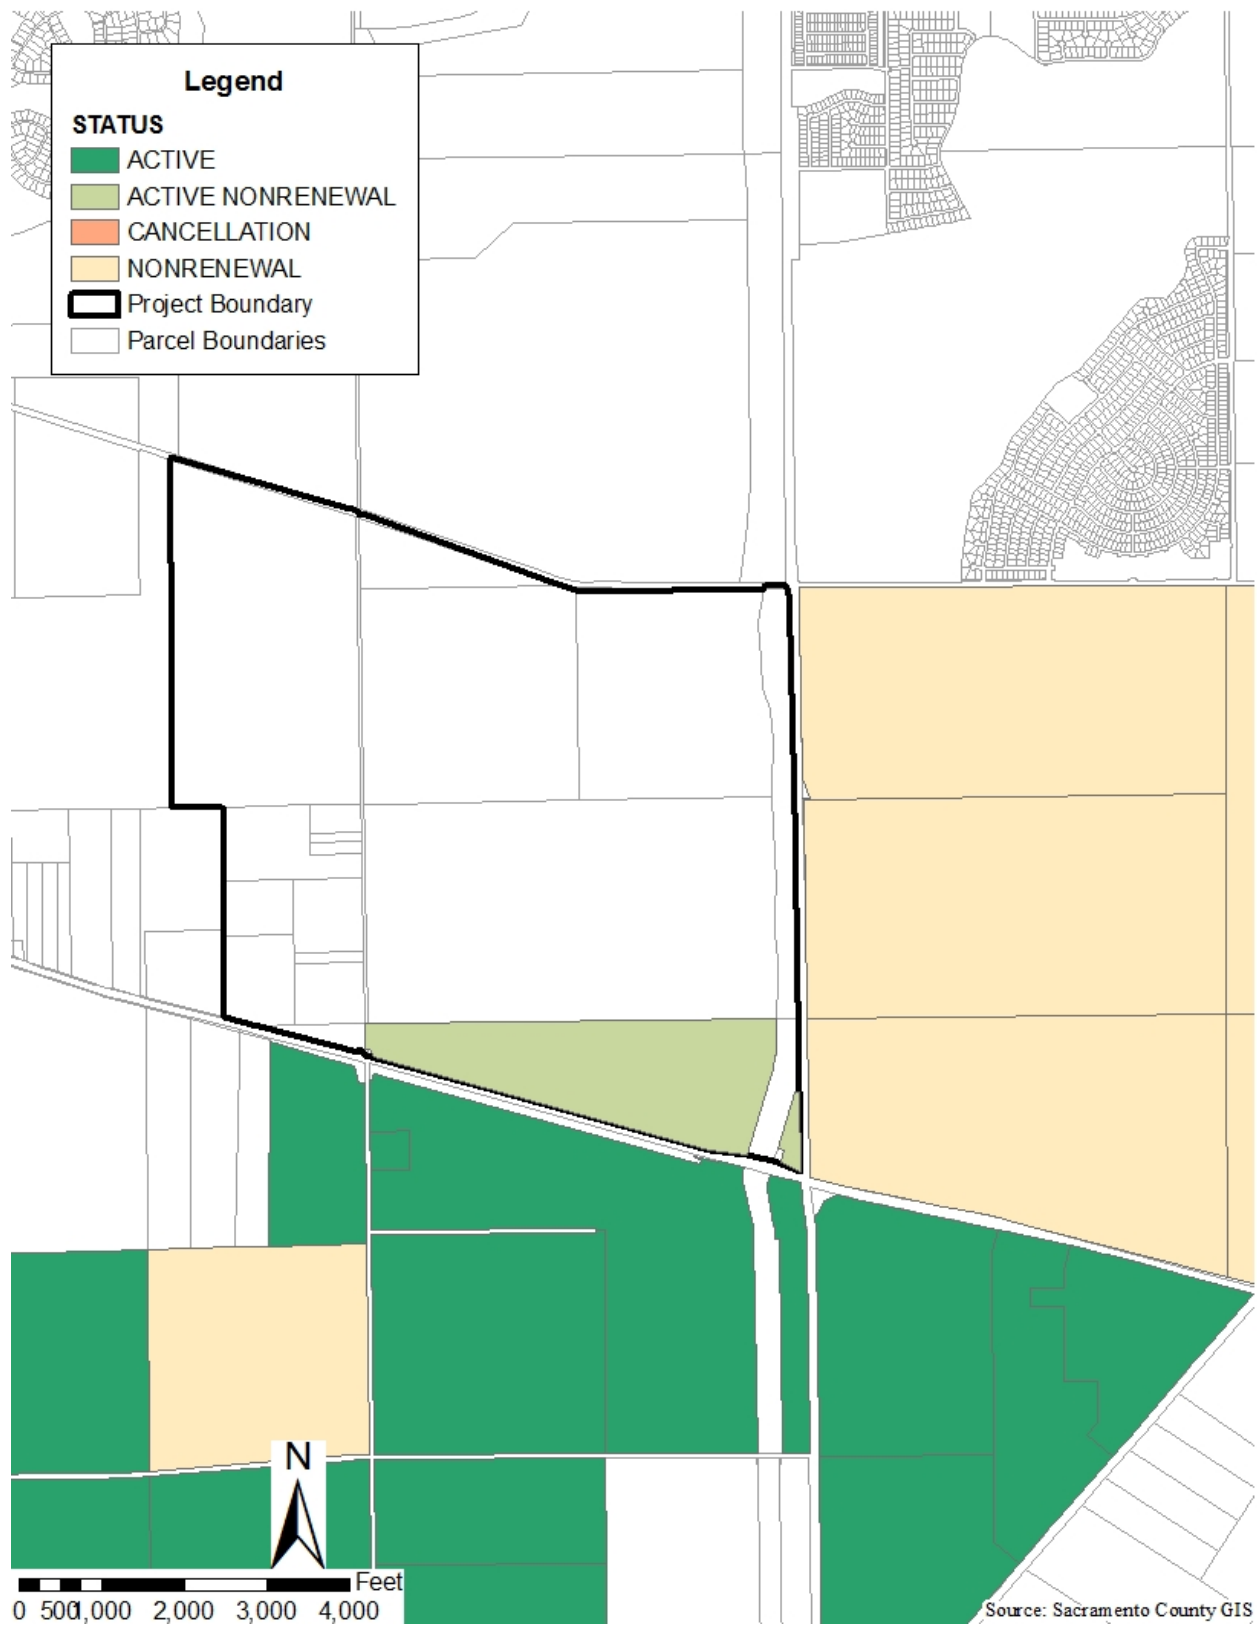 Legend
STATUS
ACTIVE
ACTIVE NONRENEWAL
CANCELLATION
NONRENEWAL
Project Boundary
Parcel Boundaries
N
Feet
0 500 1,000 2,000 3,000 4,000
Source: Sacramento County GIS